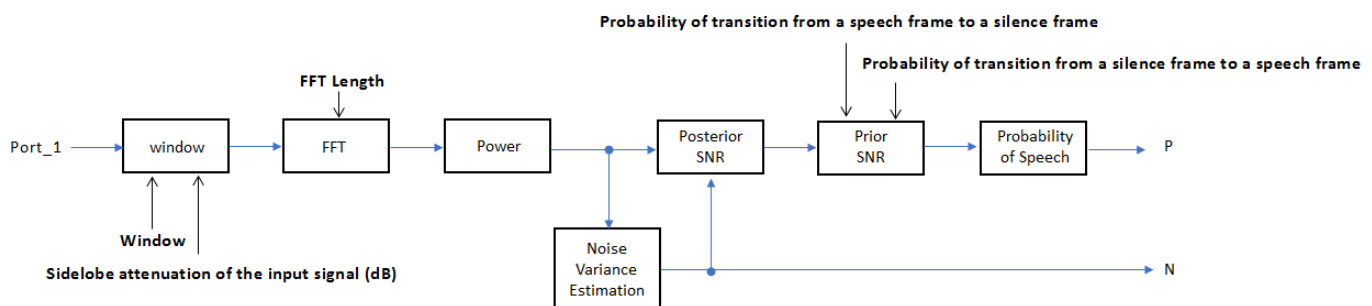 Probability of transition from a speech frame to a silence frame
Probability of transition from a silence frame to a speech frame
FFT Length
Port_1
window
FFT
Power
Posterior
SNR
Prior
SNR
Probability
of Speech
P
Window
Sidelobe attenuation of the input signal (dB)
Noise
Variance
Estimation
N